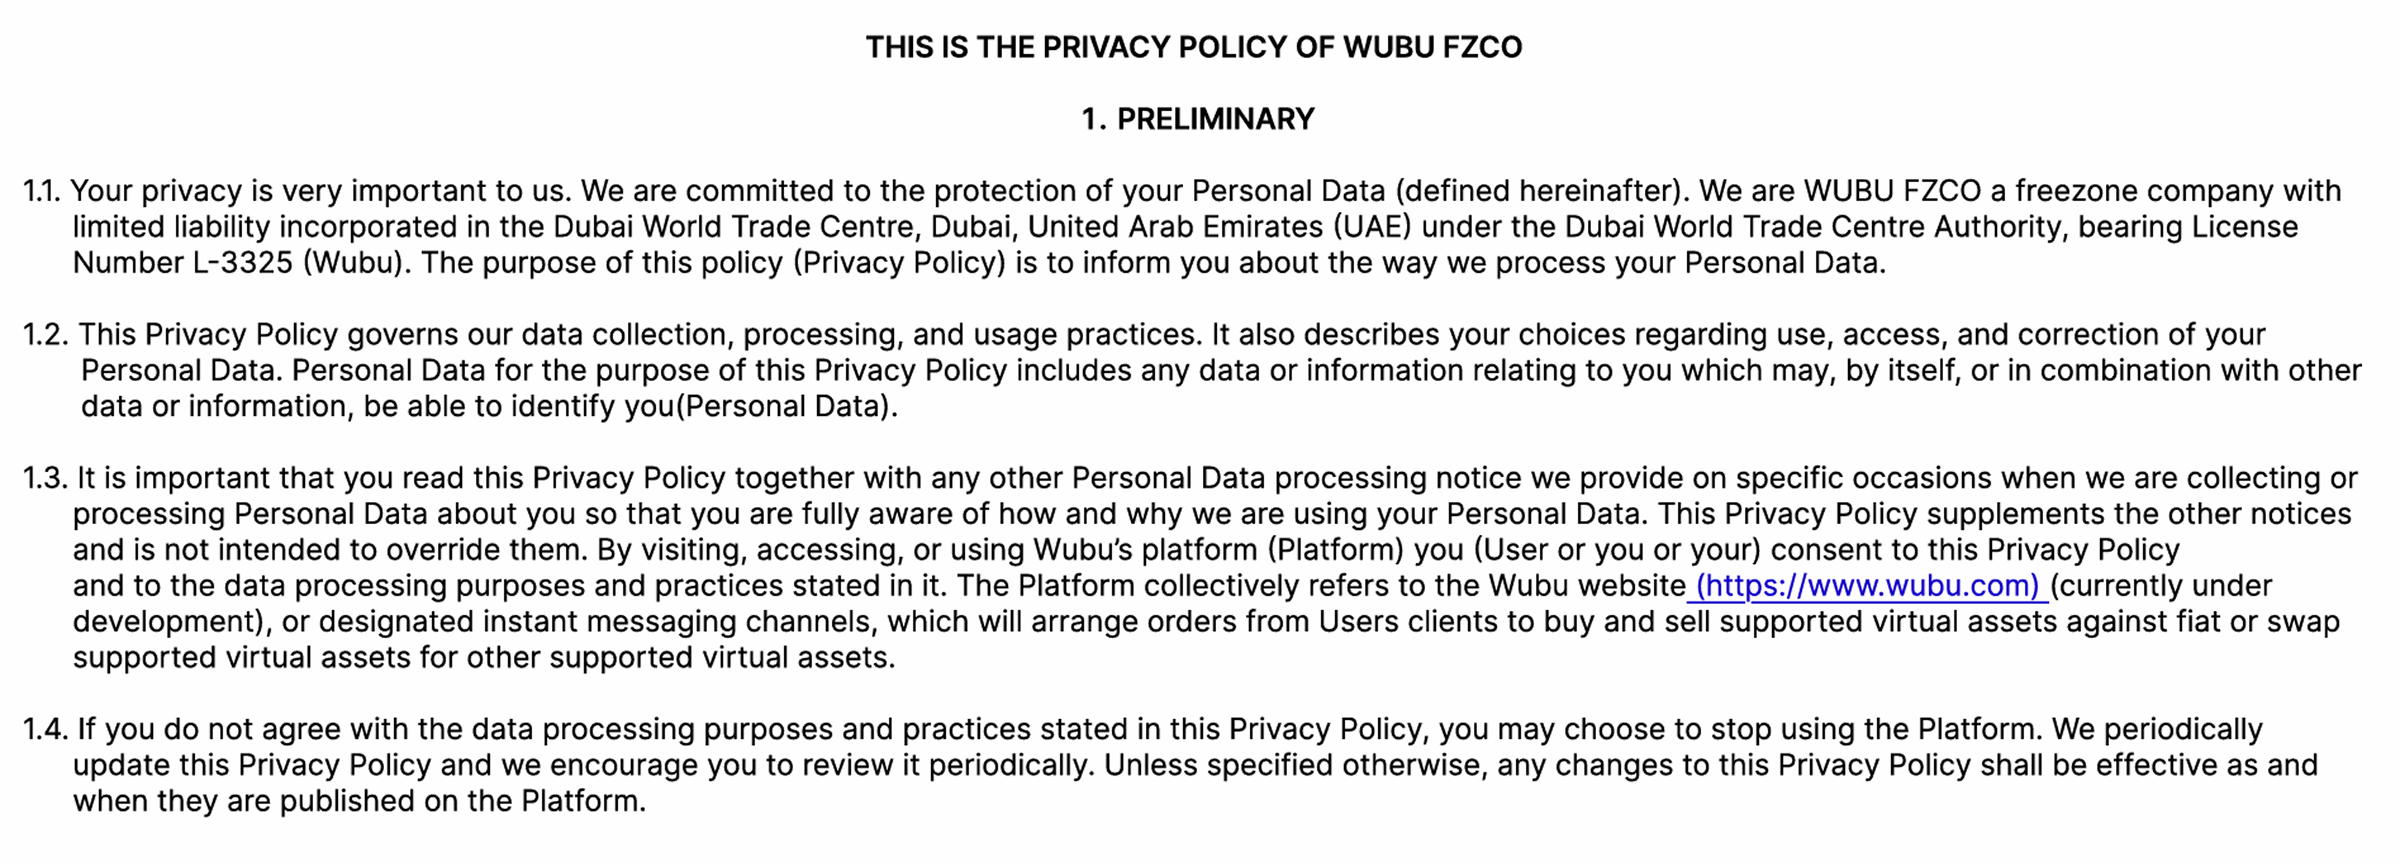 THIS IS THE PRIVACY POLICY OF WUBU FZCO
1. PRELIMINARY
1.1. Your privacy is very important to us. We are committed to the protection of your Personal Data (defined hereinafter). We are WUBU FZCO a freezone company with
limited liability incorporated in the Dubai World Trade Centre, Dubai, United Arab Emirates (UAE) under the Dubai World Trade Centre Authority, bearing License
Number L-3325 (Wubu). The purpose of this policy (Privacy Policy) is to inform you about the way we process your Personal Data.
1.2. This Privacy Policy governs our data collection, processing, and usage practices. It also describes your choices regarding use, access, and correction of your
Personal Data. Personal Data for the purpose of this Privacy Policy includes any data or information relating to you which may, by itself, or in combination with other
data or information, be able to identify you(Personal Data).
1.3. It is important that you read this Privacy Policy together with any other Personal Data processing notice we provide on specific occasions when we are collecting or
processing Personal Data about you so that you are fully aware of how and why we are using your Personal Data. This Privacy Policy supplements the other notices
and is not intended to override them. By visiting, accessing, or using Wubu’s platform (Platform) you (User or you or your) consent to this Privacy Policy
and to the data processing purposes and practices stated in it. The Platform collectively refers to the Wubu website (https://www.wubu.com) (currently under
development), or designated instant messaging channels, which will arrange orders from Users clients to buy and sell supported virtual assets against fiat or swap
supported virtual assets for other supported virtual assets.
1.4. If you do not agree with the data processing purposes and practices stated in this Privacy Policy, you may choose to stop using the Platform. We periodically
update this Privacy Policy and we encourage you to review it periodically. Unless specified otherwise, any changes to this Privacy Policy shall be effective as and
when they are published on the Platform.